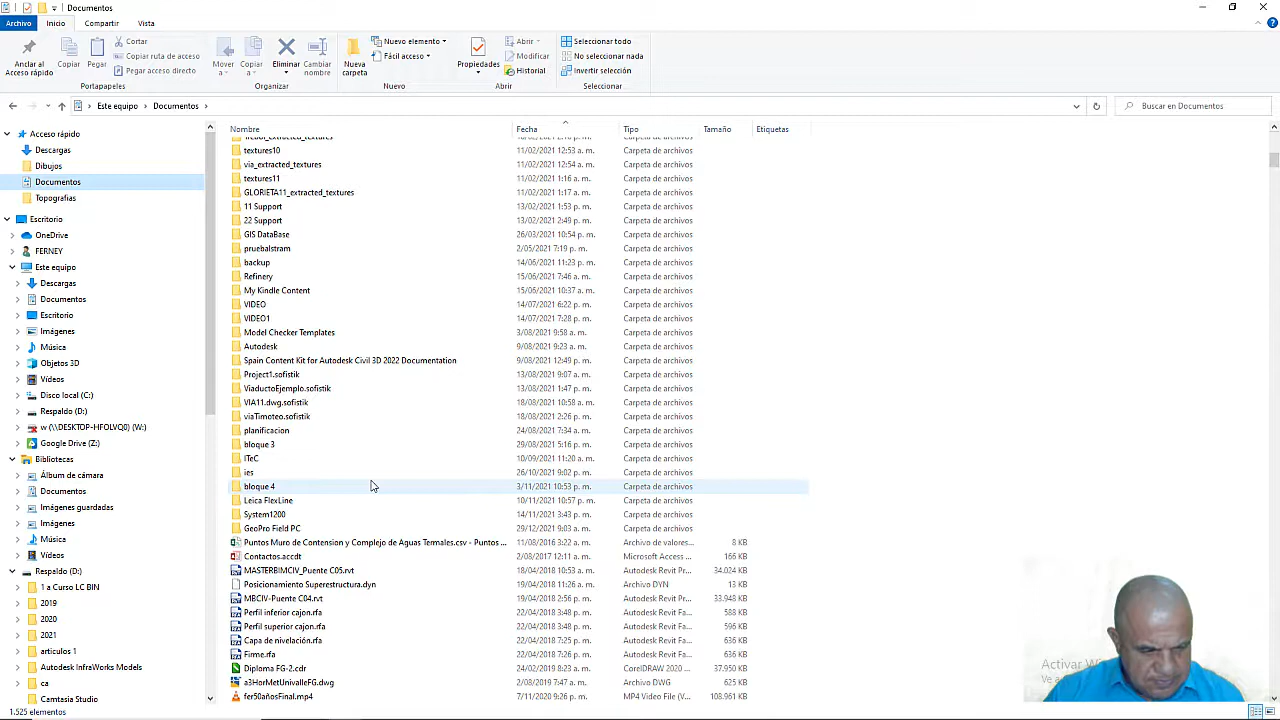 Documentos
Archivo Inicio Compartir Vista
Anclar al Acceso rápido
Copiar
Pegar
Cortar
Copiar ruta de acceso
Pegar acceso directo
Portapapeles
Mover a
Copiar a
Eliminar
Cambiar nombre
Organizar
Nueva carpeta
Nuevo elemento
Fácil acceso
Nuevo
Propiedades
Abrir
Modificar
Historial
Abrir
Seleccionar todo
No seleccionar nada
Invertir selección
Seleccionar
Este equipo > Documentos >
Buscar en Documentos
Acceso rápido
Descargas
Dibujos
Documentos
Topografias
Escritorio
OneDrive
FERNEY
Este equipo
Descargas
Documentos
Escritorio
Imágenes
Música
Objetos 3D
Vídeos
Disco local (C:)
Respaldo (D:)
w (\\DESKTOP-HFOLVQ0) (W:)
Google Drive (Z:)
Bibliotecas
Álbum de cámara
Documentos
Imágenes guardadas
Imágenes
Música
Vídeos
Respaldo (D:)
1 a Curso LC BIN
2019
2020
2021
articulos 1
Autodesk InfraWorks Models
ca
Camtasia Studio
Nombre Fecha Tipo Tamaño Etiquetas
textures10 11/02/2021 12:53 a. m. Carpeta de archivos
via_extracted_textures 11/02/2021 12:54 a. m. Carpeta de archivos
textures11 11/02/2021 1:16 a. m. Carpeta de archivos
GLORIETA11_extracted_textures 11/02/2021 1:17 a. m. Carpeta de archivos
11 Support 13/02/2021 1:53 p. m. Carpeta de archivos
22 Support 13/02/2021 2:49 p. m. Carpeta de archivos
GIS DataBase 26/03/2021 10:54 p. m. Carpeta de archivos
pruebalstram 2/05/2021 7:19 p. m. Carpeta de archivos
backup 14/06/2021 11:23 p. m. Carpeta de archivos
Refinery 15/06/2021 7:46 a. m. Carpeta de archivos
My Kindle Content 15/06/2021 10:37 a. m. Carpeta de archivos
VIDEO 14/07/2021 6:22 p. m. Carpeta de archivos
VIDEO1 14/07/2021 7:28 p. m. Carpeta de archivos
Model Checker Templates 3/08/2021 9:58 a. m. Carpeta de archivos
Autodesk 9/08/2021 9:23 a. m. Carpeta de archivos
Spain Content Kit for Autodesk Civil 3D 2022 Documentation 9/08/2021 12:49 p. m. Carpeta de archivos
Project1.sofistik 13/08/2021 9:07 a. m. Carpeta de archivos
ViaductoEjemplo.sofistik 13/08/2021 1:47 p. m. Carpeta de archivos
VIA11.dwg.sofistik 18/08/2021 10:58 a. m. Carpeta de archivos
viaTimoteo.sofistik 18/08/2021 2:26 p. m. Carpeta de archivos
planificacion 24/08/2021 7:34 a. m. Carpeta de archivos
bloque 3 29/08/2021 5:16 p. m. Carpeta de archivos
ITeC 10/09/2021 11:20 a. m. Carpeta de archivos
ies 26/10/2021 9:02 p. m. Carpeta de archivos
bloque 4 3/11/2021 10:53 p. m. Carpeta de archivos
Leica FlexLine 10/11/2021 10:57 p. m. Carpeta de archivos
System1200 14/11/2021 3:43 p. m. Carpeta de archivos
GeoPro Field PC 29/12/2021 9:03 a. m. Carpeta de archivos
Puntos Muro de Contension y Complejo de Aguas Termales.csv - Puntos ... 11/08/2016 3:22 p. m. Archivo de valores... 8 KB
Contactos.accdt 2/08/2017 12:11 a. m. Microsoft Access ... 166 KB
MASTERBIMCIV_Puente C05.rvt 18/04/2018 10:53 a. m. Autodesk Revit Pr... 34.024 KB
Posicionamiento Superestructura.dyn 19/04/2018 11:26 a. m. Archivo DYN 13 KB
MBCIV-Puente C04.rvt 19/04/2018 2:56 p. m. Autodesk Revit Pr... 33.948 KB
Perfil inferior cajon.rfa 22/04/2018 3:48 p. m. Autodesk Revit Fa... 588 KB
Perfil superior cajon.rfa 22/04/2018 3:48 p. m. Autodesk Revit Fa... 596 KB
Capa de nivelación.rfa 22/04/2018 7:25 p. m. Autodesk Revit Fa... 640 KB
Firme.rfa 22/04/2018 7:25 p. m. Autodesk Revit Fa... 636 KB
Diploma FG-2.cdr 24/02/2019 8:23 a. m. CorelDRAW 2020 ... 37.950 KB
a3HorMetUnivalleFG.dwg 2/08/2019 7:47 a. m. Archivo DWG 625 KB
fer50añosFinal.mp4 7/11/2020 9:26 p. m. MP4 Video File (V... 108.961 KB
Activar W
Ve a
1.525 elementos